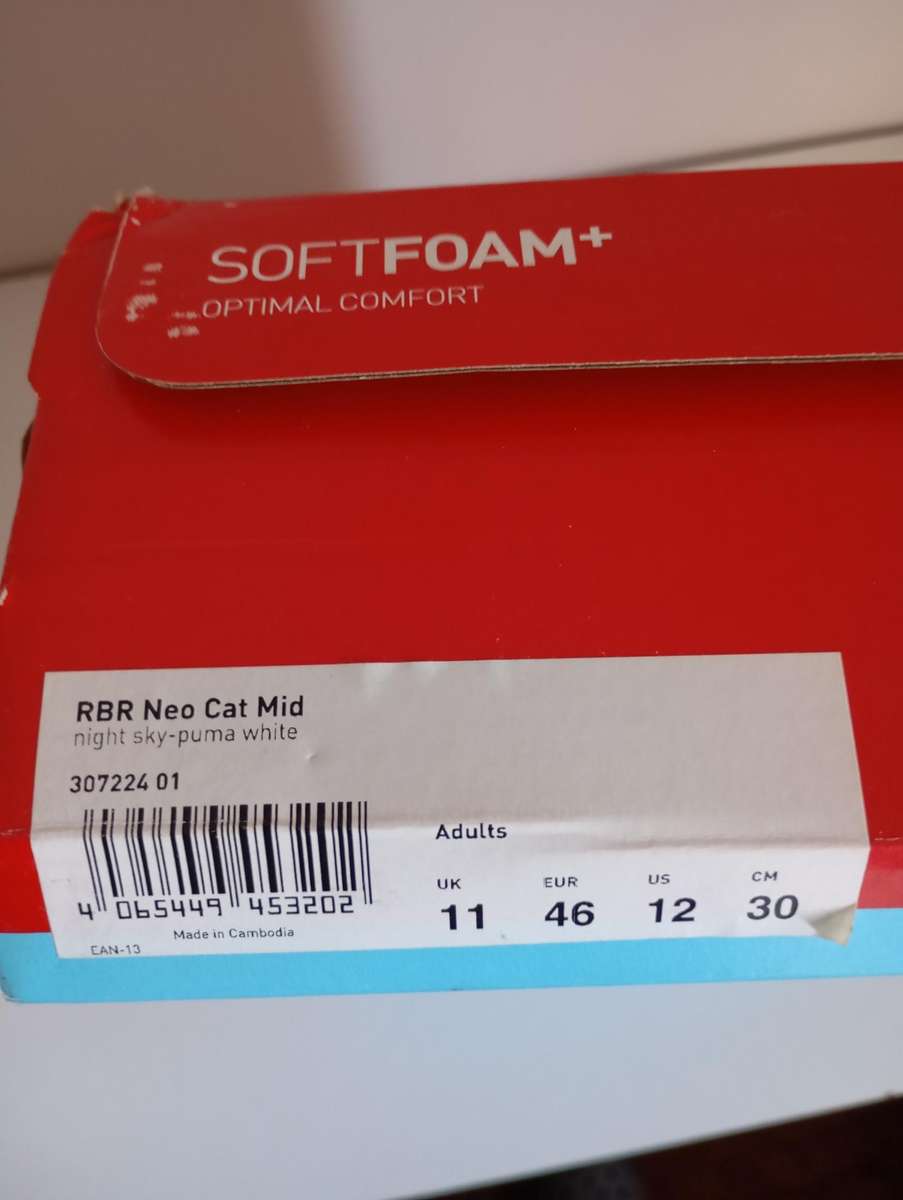 SOFTFOAM+
OPTIMAL COMFORT
RBR Neo Cat Mid
night sky-puma white
307224 01
4 065449 453202
EAN-13
Made in Cambodia
Adults
UK EUR US CM
11 46 12 30